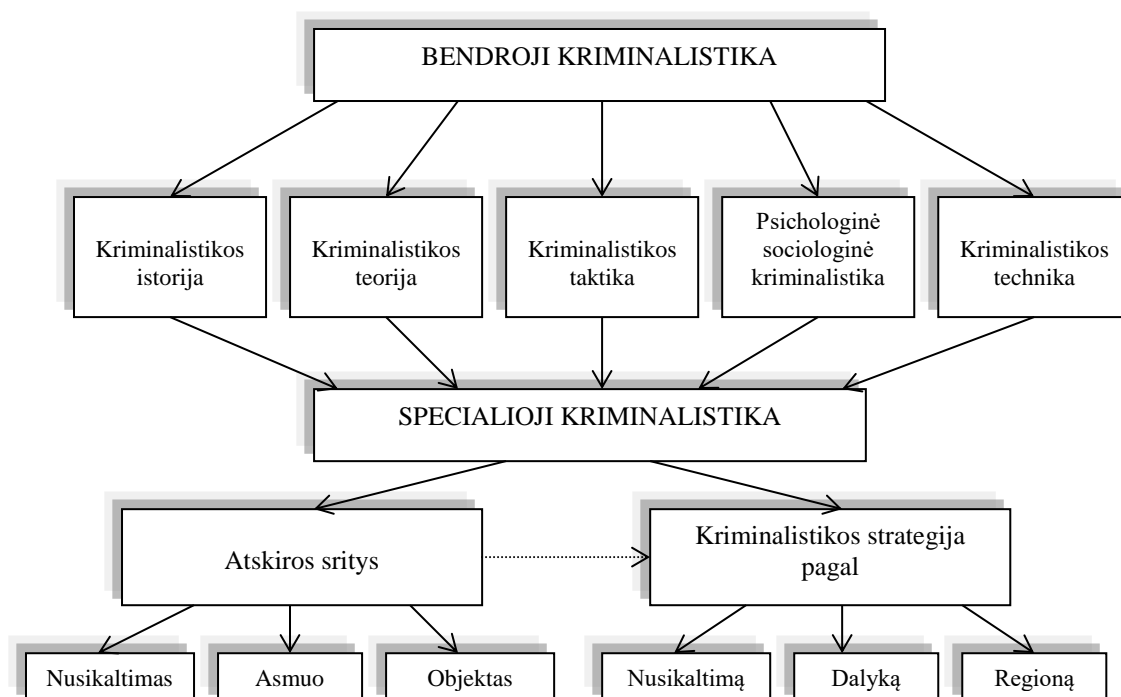 BENDROJI KRIMINALISTIKA
Kriminalistikos
istorija
Kriminalistikos
teorija
Kriminalistikos
taktika
Psichologinė
sociologinė
kriminalistika
Kriminalistikos
technika
SPECIALIOJI KRIMINALISTIKA
Atskiros sritys
Kriminalistikos strategija
pagal
Nusikaltimas
Asmuo
Objektas
Nusikaltimą
Dalyką
Regioną